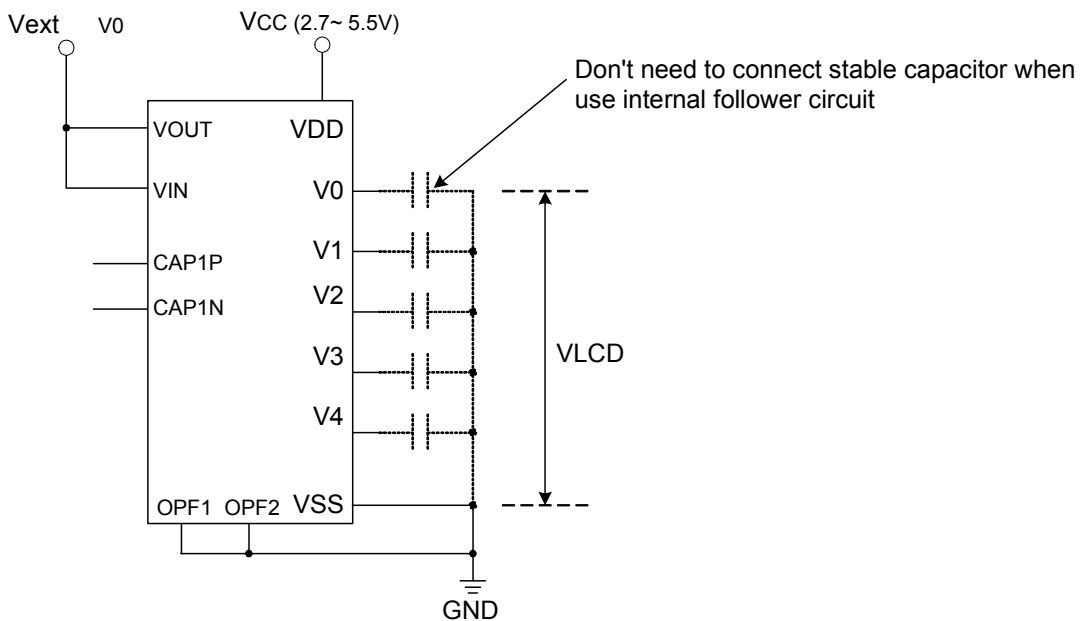 Vext V0
VCC (2.7~ 5.5V)
Don't need to connect stable capacitor when
use internal follower circuit
VOUT
VDD
VIN
V0
V1
CAP1P
CAP1N
V2
V3
VLCD
V4
OPF1 OPF2 VSS
GND